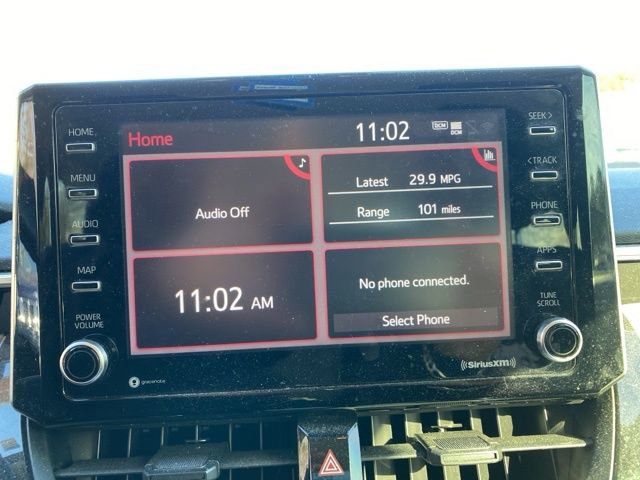 HOME
MENU
AUDIO
MAP
POWER
VOLUME
Home
11:02
DCM
DCM
Audio Off
Latest 29.9 MPG
Range 101 miles
11:02 AM
No phone connected.
Select Phone
SEEK >
< TRACK
PHONE
APPS
TUNE
SCROLL
gracenote
((SiriusXM))